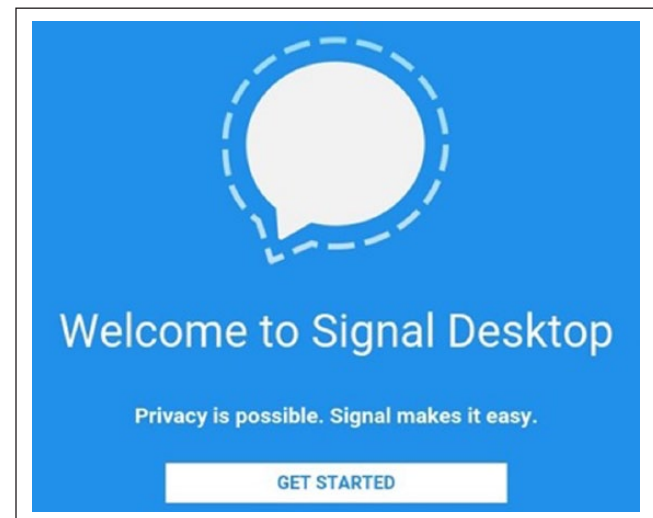 Welcome to Signal Desktop
Privacy is possible. Signal makes it easy.
GET STARTED